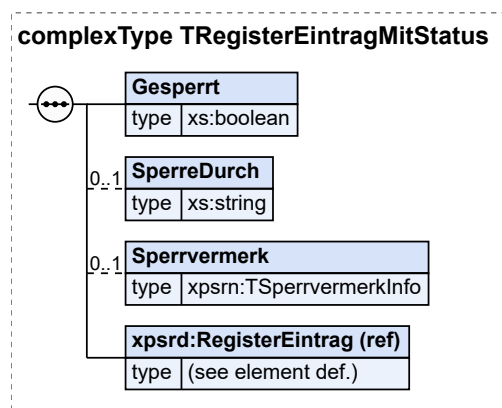 complexType TRegisterEintragMitStatus
Gesperrt
type xs:boolean
0..1
SperreDurch
type xs:string
0..1
Sperrvermerk
type xpsrn:TSperrvermerkInfo
xpsrd:RegisterEintrag (ref)
type (see element def.)